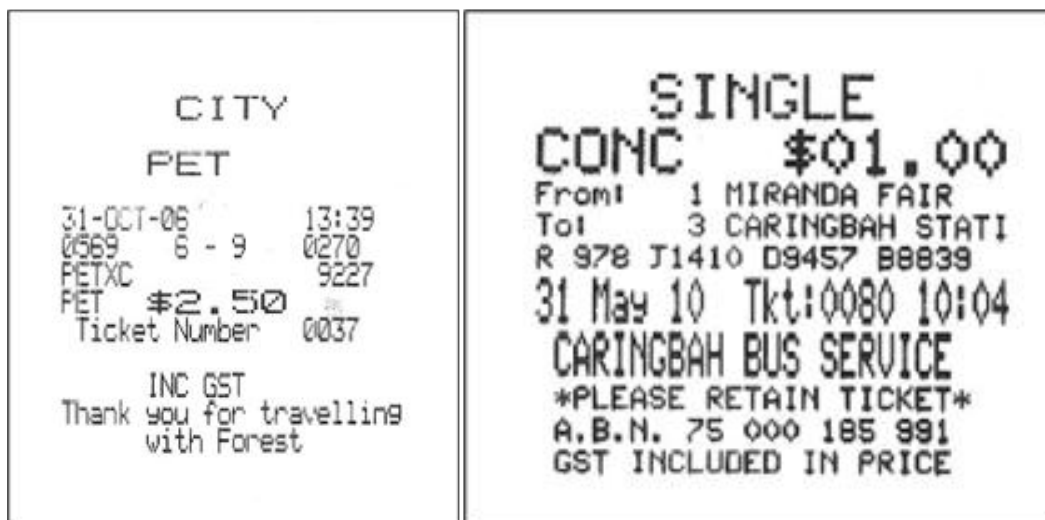 CITY
PET
31-OCT-06 13:39
0569 6 - 9 0270
PETXC 9227
PET $2.50
Ticket Number 0037
INC GST
Thank you for travelling
with Forest
SINGLE
CONC $01.00
From: 1 MIRANDA FAIR
To: 3 CARINGBAH STATI
R 978 J1410 D9457 B8839
31 May 10 Tkt:0080 10:04
CARINGBAH BUS SERVICE
*PLEASE RETAIN TICKET*
A.B.N. 75 000 185 991
GST INCLUDED IN PRICE